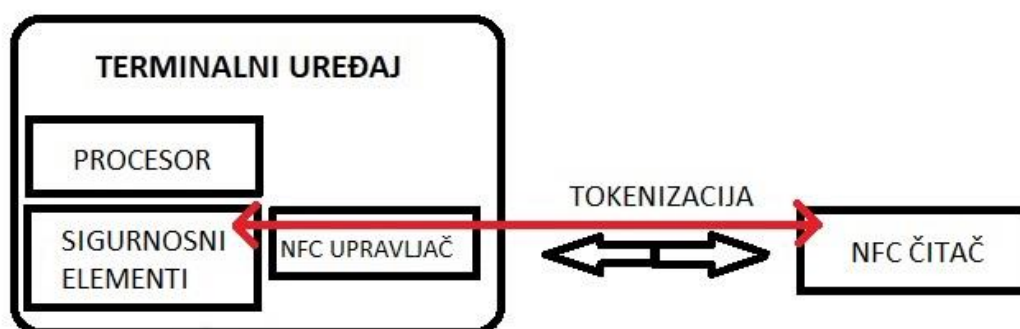 TERMINALNI UREĐAJ
PROCESOR
SIGURNOSNI
ELEMENTI
NFC UPRAVLJAČ
TOKENIZACIJA
NFC ČITAČ